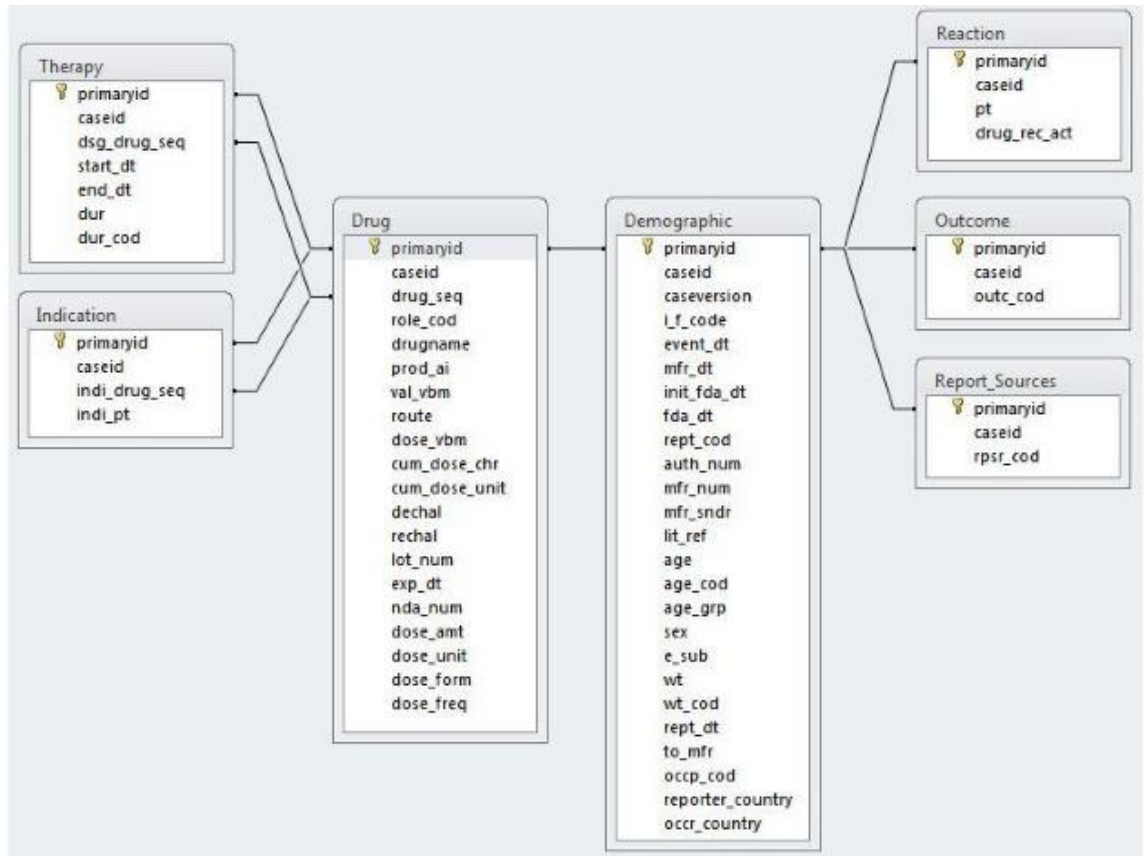 Therapy
primaryid
caseid
dsg_drug_seq
start_dt
end_dt
dur
dur_cod
Indication
primaryid
caseid
indi_drug_seq
indi_pt
Drug
primaryid
caseid
drug_seq
role_cod
drugname
prod_ai
val_vbm
route
dose_vbm
cum_dose_chr
cum_dose_unit
dechal
rechal
lot_num
exp_dt
nda_num
dose_amt
dose_unit
dose_form
dose_freq
Demographic
primaryid
caseid
caseversion
i_f_code
event_dt
mfr_dt
init_fda_dt
fda_dt
rept_cod
auth_num
mfr_num
mfr_sndr
lit_ref
age
age_cod
age_grp
sex
e_sub
wt
wt_cod
rept_dt
to_mfr
occp_cod
reporter_country
occr_country
Reaction
primaryid
caseid
pt
drug_rec_act
Outcome
primaryid
caseid
outc_cod
Report_Sources
primaryid
caseid
rpsr_cod